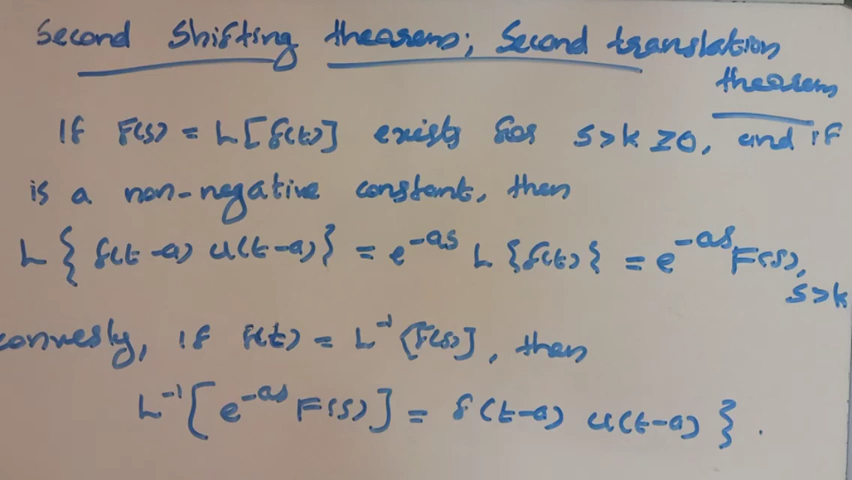 Second Shifting theorem; Second translation
theorem
If F(s) = L[f(t)] exists for s>k ≥0, and if
is a non-negative constant, then
L{ f(t-a) u(t-a)} = e^-as L{f(t)} = e^-as F(s),
s>k
convesly, if f(t) = L^-1 [F(s)], then
L^-1[e^-as F(s)] = f(t-a) u(t-a)}.